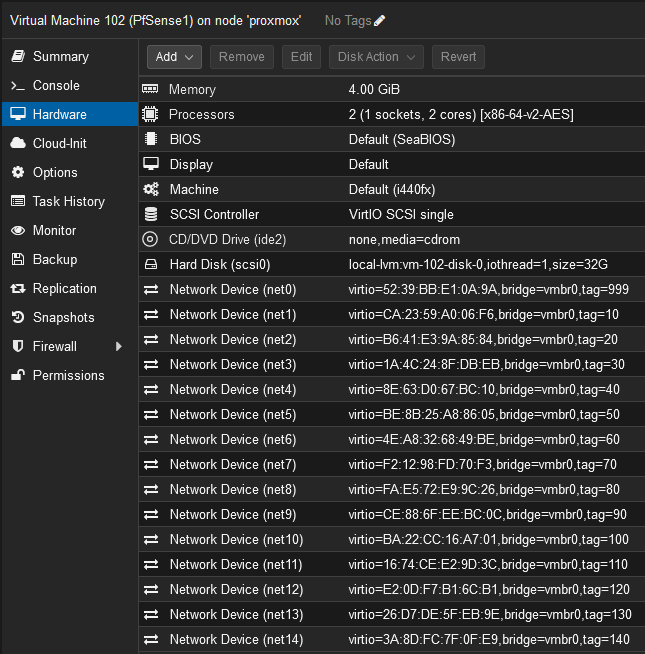 Virtual Machine 102 (PfSense1) on node 'proxmox' No Tags
Summary
Console
Hardware
Cloud-Init
Options
Task History
Monitor
Backup
Replication
Snapshots
Firewall
Permissions
Add Remove Edit Disk Action Revert
Memory 4.00 GiB
Processors 2 (1 sockets, 2 cores) [x86-64-v2-AES]
BIOS Default (SeaBIOS)
Display Default
Machine Default (i440fx)
SCSI Controller VirtIO SCSI single
CD/DVD Drive (ide2) none,media=cdrom
Hard Disk (scsi0) local-lvm:vm-102-disk-0,iothread=1,size=32G
Network Device (net0) virtio=52:39:BB:E1:0A:9A,bridge=vmbr0,tag=999
Network Device (net1) virtio=CA:23:59:A0:06:F6,bridge=vmbr0,tag=10
Network Device (net2) virtio=B6:41:E3:9A:85:84,bridge=vmbr0,tag=20
Network Device (net3) virtio=1A:4C:24:8F:DB:EB,bridge=vmbr0,tag=30
Network Device (net4) virtio=8E:63:D0:67:BC:10,bridge=vmbr0,tag=40
Network Device (net5) virtio=BE:8B:25:A8:86:05,bridge=vmbr0,tag=50
Network Device (net6) virtio=4E:A8:32:68:49:BE,bridge=vmbr0,tag=60
Network Device (net7) virtio=F2:12:98:FD:70:F3,bridge=vmbr0,tag=70
Network Device (net8) virtio=FA:E5:72:E9:9C:26,bridge=vmbr0,tag=80
Network Device (net9) virtio=CE:88:6F:EE:BC:0C,bridge=vmbr0,tag=90
Network Device (net10) virtio=BA:22:CC:16:A7:01,bridge=vmbr0,tag=100
Network Device (net11) virtio=16:74:CE:E2:9D:3C,bridge=vmbr0,tag=110
Network Device (net12) virtio=E2:0D:F7:B1:6C:B1,bridge=vmbr0,tag=120
Network Device (net13) virtio=26:D7:DE:5F:EB:9E,bridge=vmbr0,tag=130
Network Device (net14) virtio=3A:8D:FC:7F:0F:E9,bridge=vmbr0,tag=140